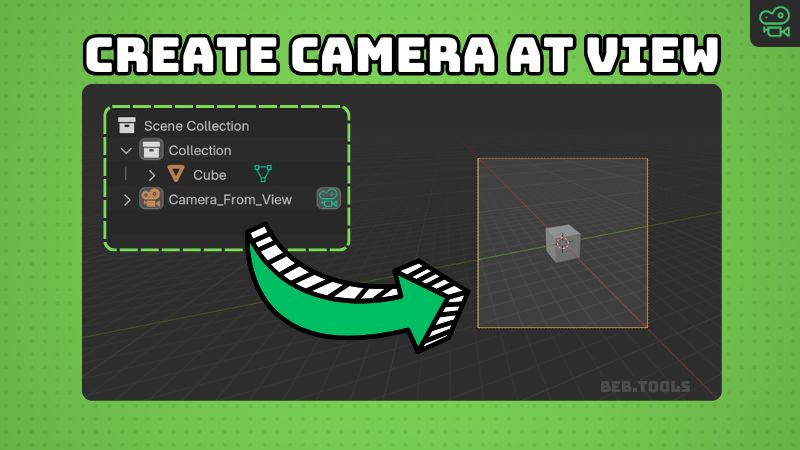 CREATE CAMERA AT VIEW
Scene Collection
Collection
Cube
Camera_From_View
BEB.TOOLS